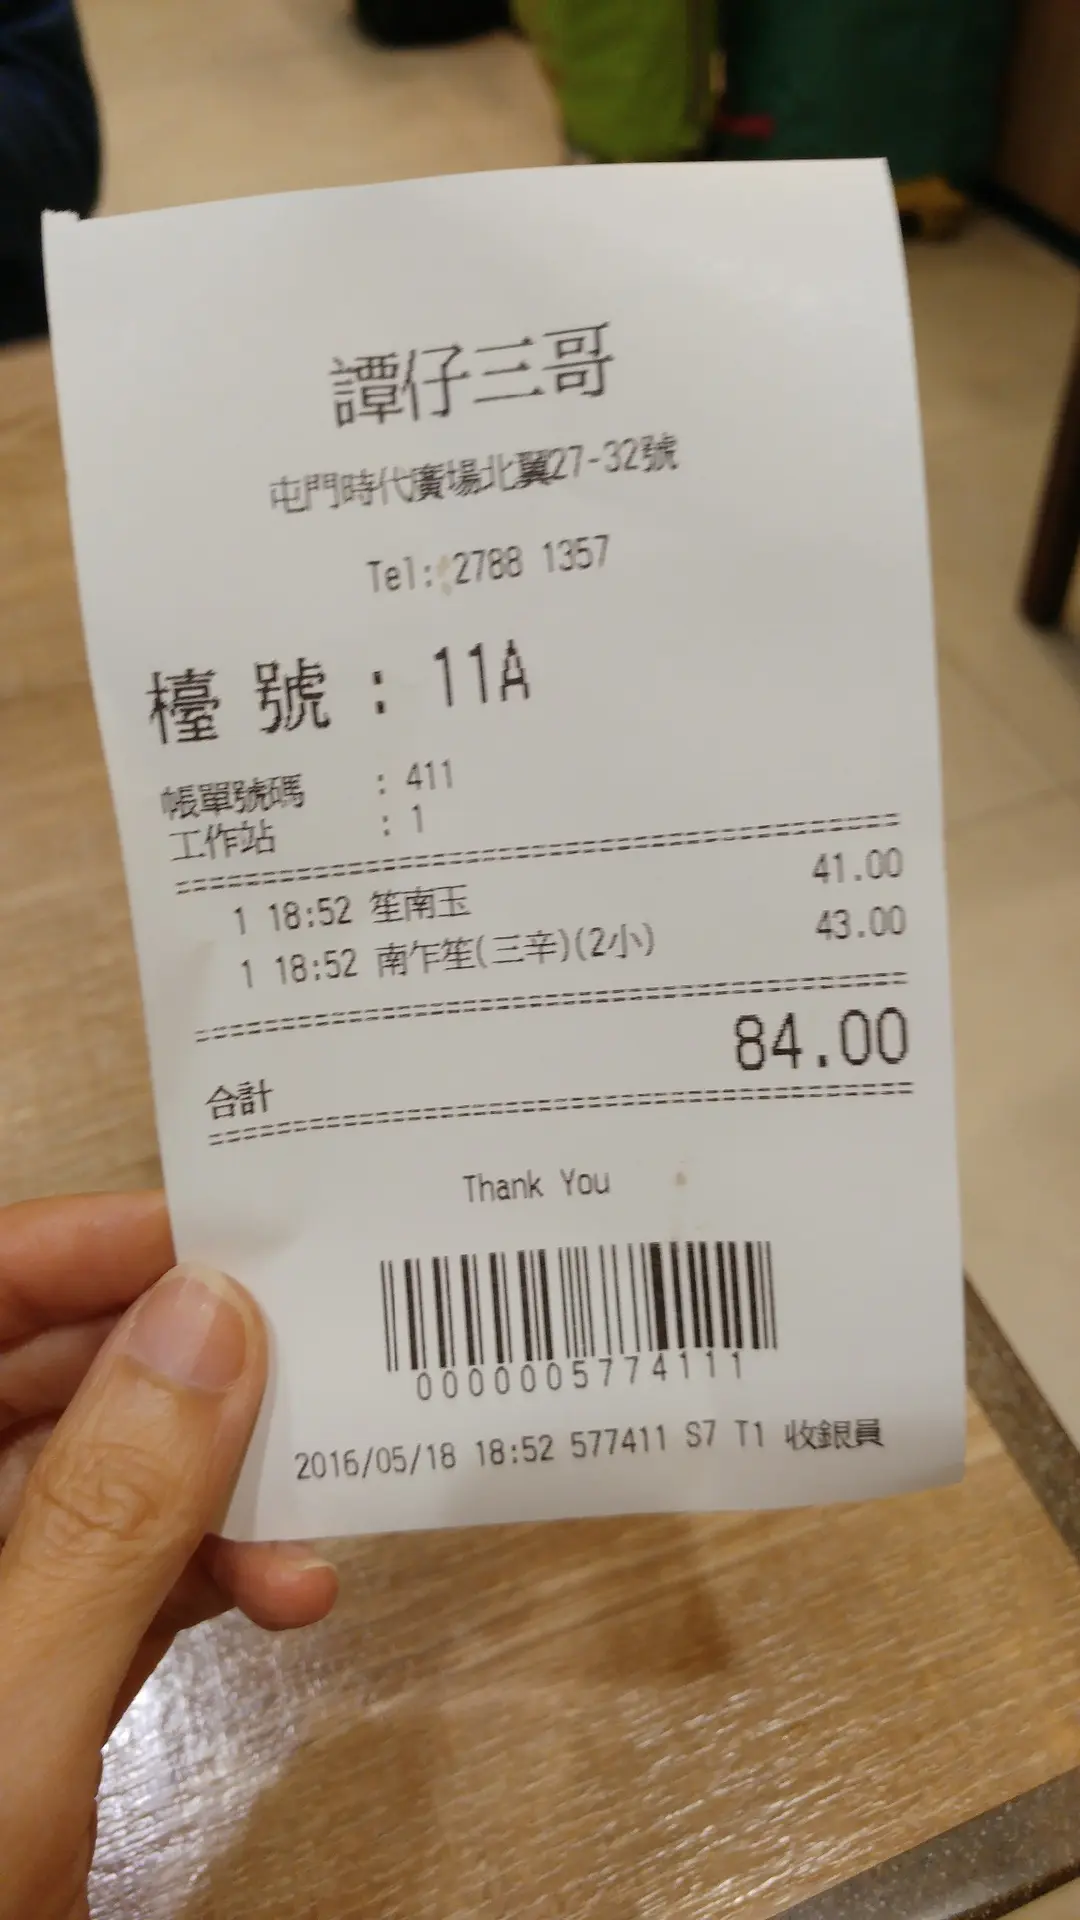 譚仔三哥
屯門時代廣場北翼27-32號
Tel: 2788 1357
檯 號 : 11A
帳單號碼 : 411
工作站 : 1
1 18:52 笙南玉 41.00
1 18:52 南乍笙(三辛)(2小) 43.00
84.00
合計
Thank You
0000005774111
2016/05/18 18:52 577411 S7 T1 收銀員